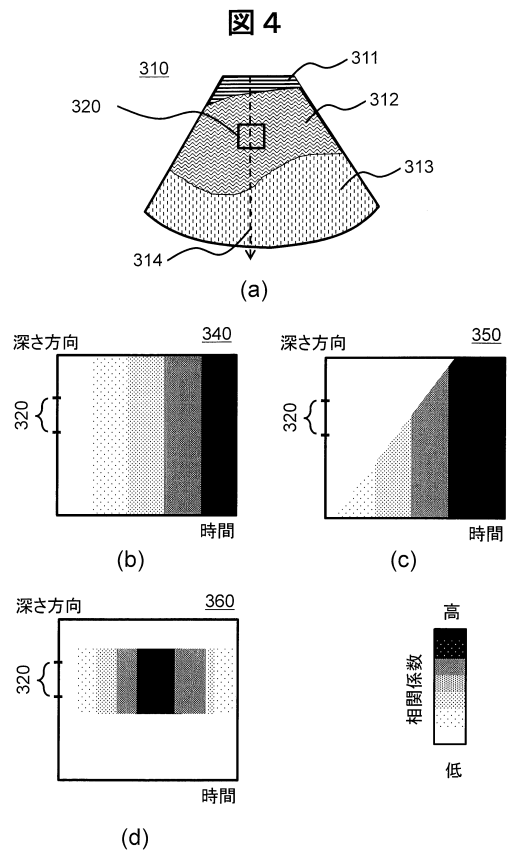 図4
310
311
320
312
313
314
(a)
深さ方向
340
320
時間
(b)
深さ方向
350
320
時間
(c)
深さ方向
360
320
時間
(d)
高
相関係数
低